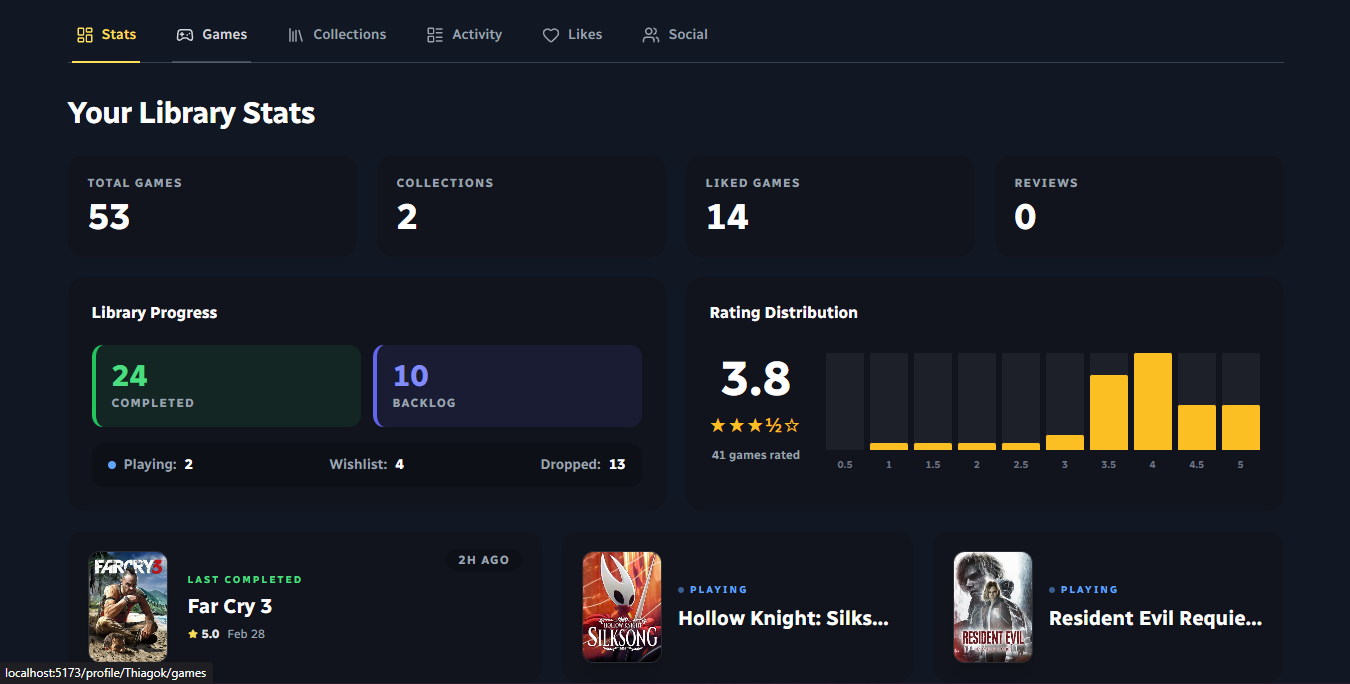 Stats Games Collections Activity Likes Social
Your Library Stats
TOTAL GAMES
53
COLLECTIONS
2
LIKED GAMES
14
REVIEWS
0
Library Progress
24
COMPLETED
10
BACKLOG
Playing: 2 Wishlist: 4 Dropped: 13
Rating Distribution
3.8
★★★½☆
41 games rated
0.5 1 1.5 2 2.5 3 3.5 4 4.5 5
FARCRY3
2H AGO
LAST COMPLETED
Far Cry 3
★ 5.0 Feb 28
HOLLOW KNIGHT
SILKSONG
PLAYING
Hollow Knight: Silks...
RESIDENT EVIL
PLAYING
Resident Evil Requie...
localhost:5173/profile/Thiagok/games